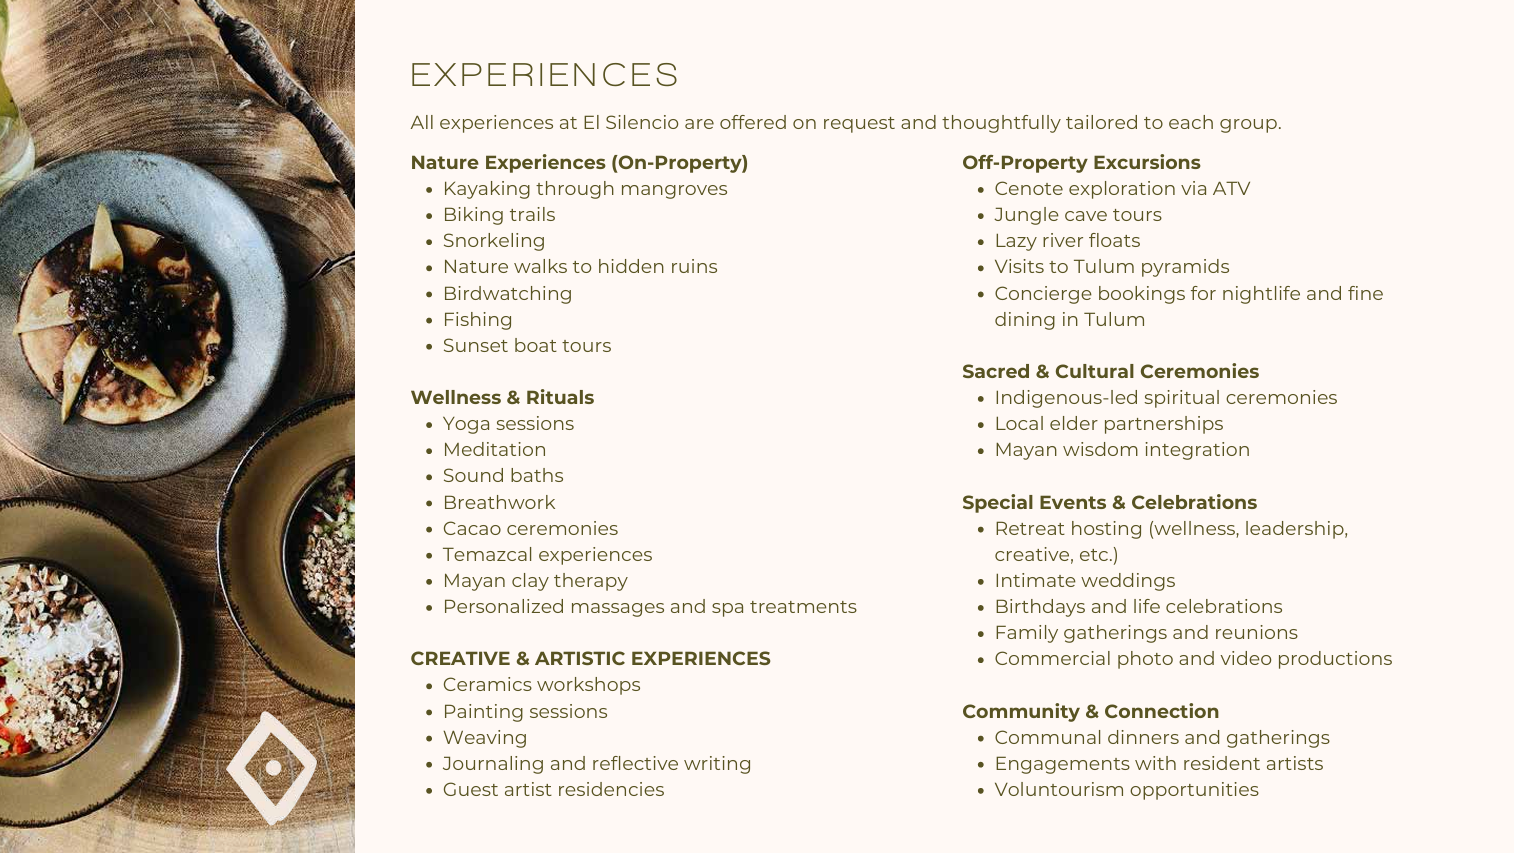 EXPERIENCES
All experiences at El Silencio are offered on request and thoughtfully tailored to each group.
Nature Experiences (On-Property)
• Kayaking through mangroves
• Biking trails
• Snorkeling
• Nature walks to hidden ruins
• Birdwatching
• Fishing
• Sunset boat tours
Wellness & Rituals
• Yoga sessions
• Meditation
• Sound baths
• Breathwork
• Cacao ceremonies
• Temazcal experiences
• Mayan clay therapy
• Personalized massages and spa treatments
CREATIVE & ARTISTIC EXPERIENCES
• Ceramics workshops
• Painting sessions
• Weaving
• Journaling and reflective writing
• Guest artist residencies
Off-Property Excursions
• Cenote exploration via ATV
• Jungle cave tours
• Lazy river floats
• Visits to Tulum pyramids
• Concierge bookings for nightlife and fine
dining in Tulum
Sacred & Cultural Ceremonies
• Indigenous-led spiritual ceremonies
• Local elder partnerships
• Mayan wisdom integration
Special Events & Celebrations
• Retreat hosting (wellness, leadership,
creative, etc.)
• Intimate weddings
• Birthdays and life celebrations
• Family gatherings and reunions
• Commercial photo and video productions
Community & Connection
• Communal dinners and gatherings
• Engagements with resident artists
• Voluntourism opportunities